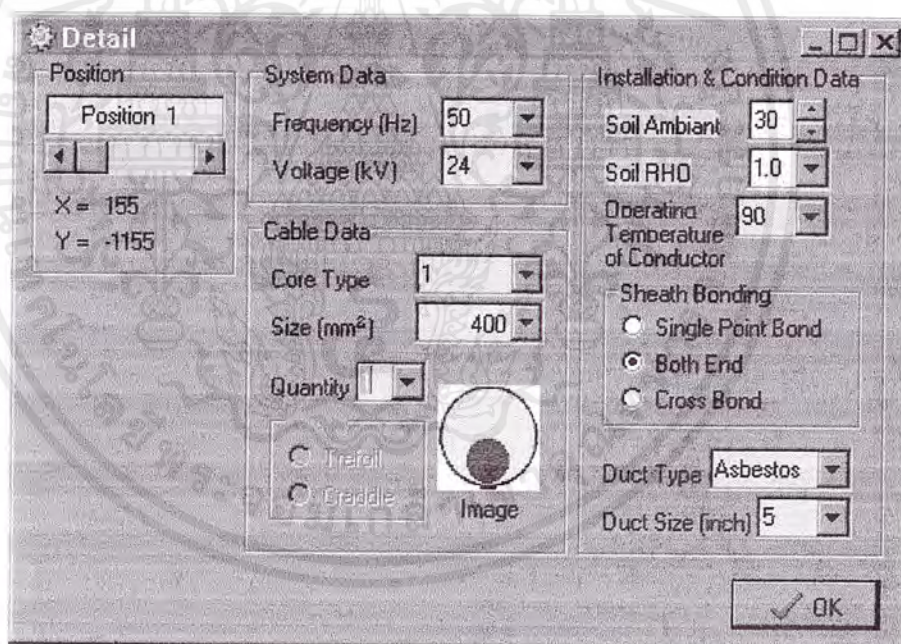 Detail
Position
Position 1
X = 155
Y = -1155
System Data
Frequency (Hz) 50
Voltage (kV) 24
Cable Data
Core Type 1
Size (mm²) 400
Quantity 1
Trefoil
Craddle
Image
Installation & Condition Data
Soil Ambiant 30
Soil RHO 1.0
Operating 90
Temperature
of Conductor
Sheath Bonding
Single Point Bond
Both End
Cross Bond
Duct Type Asbestos
Duct Size (inch) 5
OK